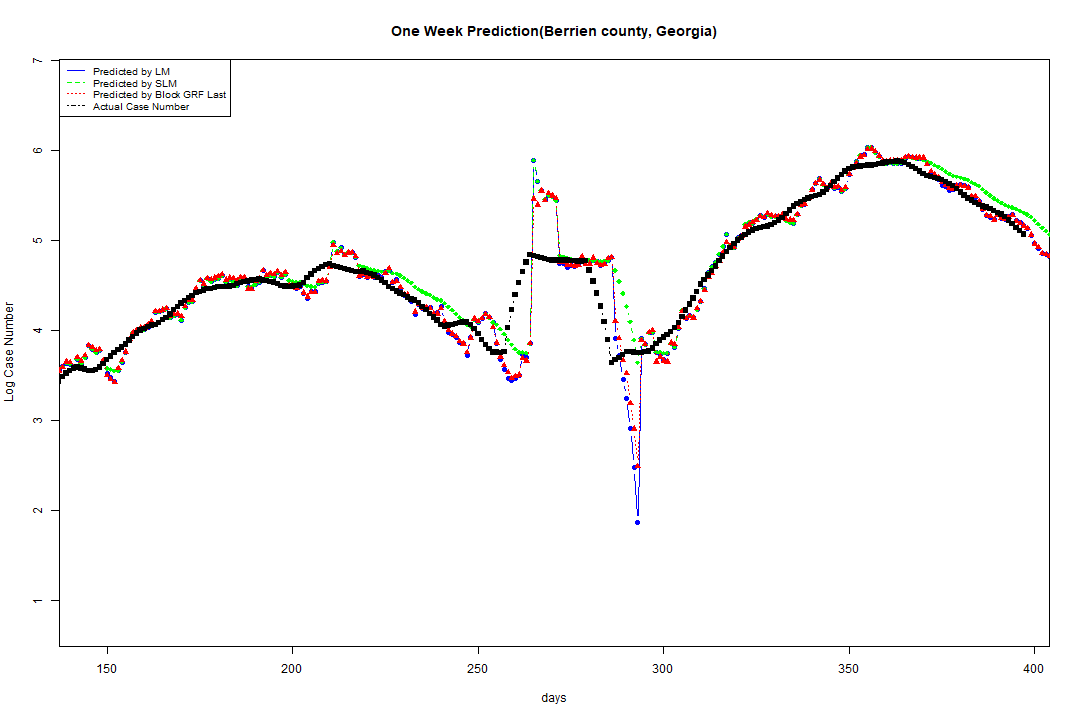 One Week Prediction(Berrien county, Georgia)
Predicted by LM
Predicted by SLM
Predicted by Block GRF Last
Actual Case Number
7
6
5
4
3
2
1
Log Case Number
150 200 250 300 350 400
days